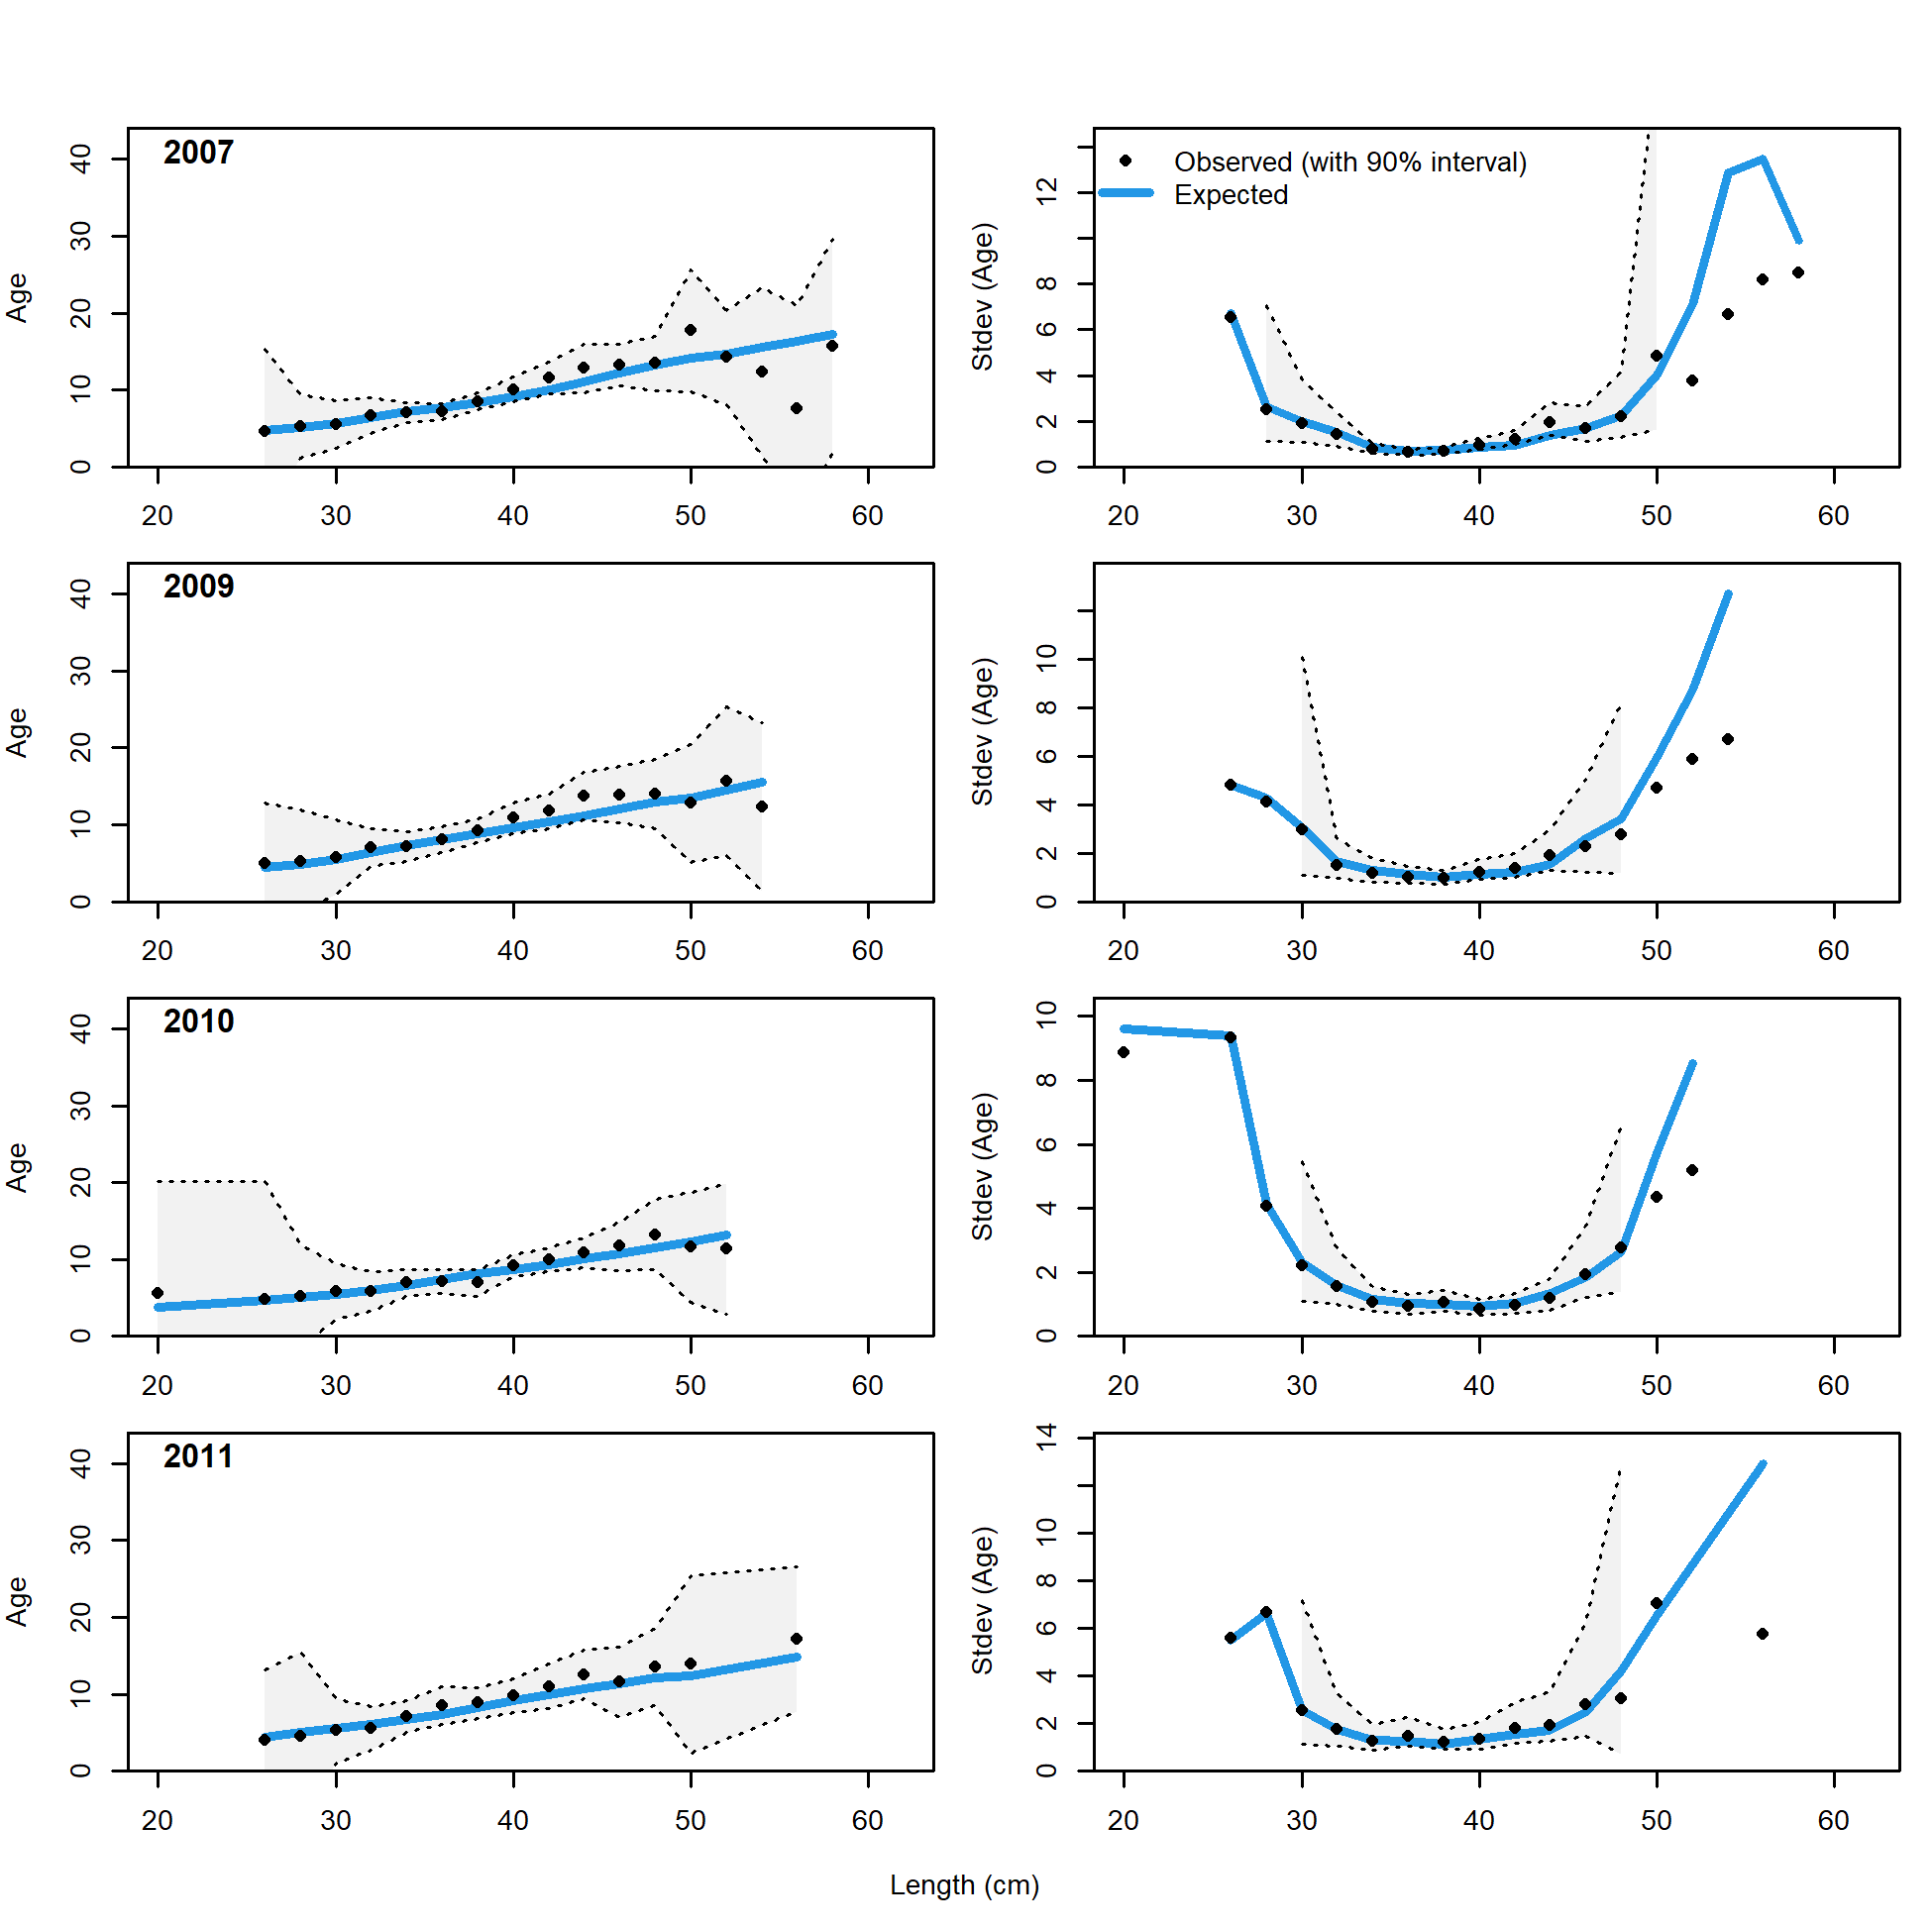 2007
Age
0 10 20 30 40
20 30 40 50 60
Observed (with 90% interval)
Expected
Stdev (Age)
0 2 4 6 8 12
20 30 40 50 60
2009
Age
0 10 20 30 40
20 30 40 50 60
Stdev (Age)
0 2 4 6 8 10
20 30 40 50 60
2010
Age
0 10 20 30 40
20 30 40 50 60
Stdev (Age)
0 2 4 6 8 10
20 30 40 50 60
2011
Age
0 10 20 30 40
20 30 40 50 60
Stdev (Age)
0 2 4 6 8 10 14
20 30 40 50 60
Length (cm)